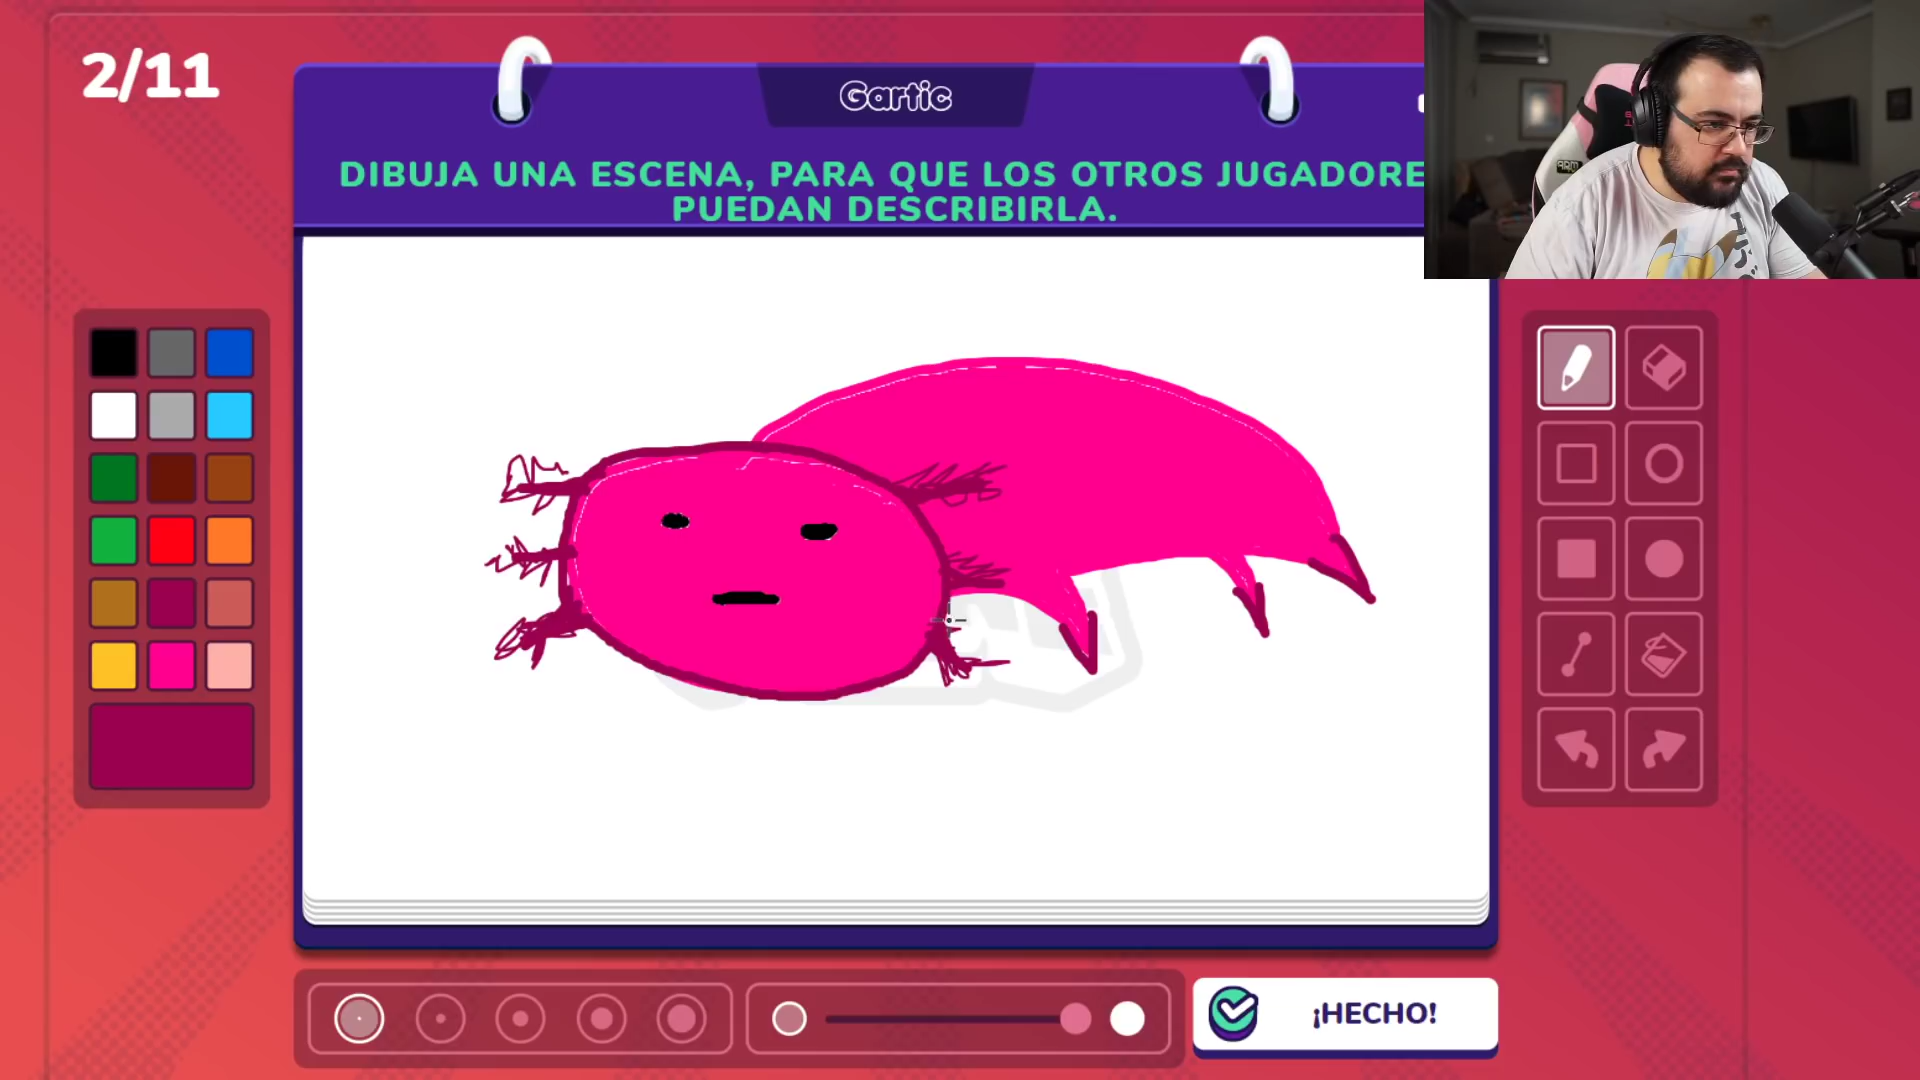 2/11
Gartic
DIBUJA UNA ESCENA, PARA QUE LOS OTROS JUGADORE
PUEDAN DESCRIBIRLA.
¡HECHO!